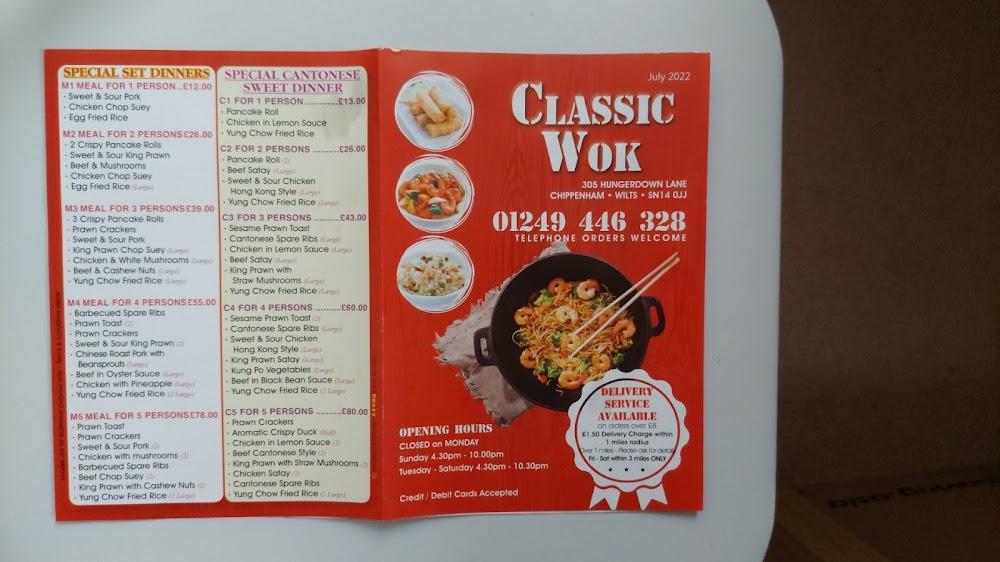 SPECIAL SET DINNERS
M1 MEAL FOR 1 PERSON ..£12.00
· Sweet & Sour Pork
· Chicken Chop Suey
· Egg Fried Rice
M2 MEAL FOR 2 PERSONS£26.00
· 2 Crispy Pancake Rolls
· Sweet & Sour King Prawn
· Beef & Mushrooms
· Chicken Chop Suey
· Egg Fried Rice (Large)
M3 MEAL FOR 3 PERSONS£39.00
· 3 Crispy Pancake Rolls
· Prawn Crackers
· Sweet & Sour Pork
· King Prawn Chop Suey (Large)
· Chicken & White Mushrooms (Large)
· Beef & Cashew Nuts (Large)
· Yung Chow Fried Rice (Large)
M4 MEAL FOR 4 PERSONS£55.00
· Barbecued Spare Ribs
· Prawn Toast (2)
· Prawn Crackers
· Sweet & Sour King Prawn (2)
· Chinese Roast Pork with
Beansprouts (Large)
· Beef in Oyster Sauce (Large)
· Chicken with Pineapple (Large)
· Yung Chow Fried Rice (2 Large)
M5 MEAL FOR 5 PERSONS£78.00
· Prawn Toast
· Prawn Crackers
· Sweet & Sour Pork (2)
· Chicken with mushrooms (2)
· Barbecued Spare Ribs
· Beef Chop Suey (2)
· King Prawn with Cashew Nuts (2)
· Yung Chow Fried Rice (2 Large)
SPECIAL CANTONESE
SWEET DINNER
C1 FOR 1 PERSON.............£13.00
· Pancake Roll
· Chicken in Lemon Sauce
· Yung Chow Fried Rice
C2 FOR 2 PERSONS ..........£26.00
· Pancake Roll (2)
· Beef Satay (Large)
· Sweet & Sour Chicken
Hong Kong Style (Large)
· Yung Chow Fried Rice (Large)
C3 FOR 3 PERSONS ..........£43.00
· Sesame Prawn Toast
· Cantonese Spare Ribs (Large)
· Chicken in Lemon Sauce (Large)
· Beef Satay (Large)
· King Prawn with
Straw Mushrooms (Large)
· Yung Chow Fried Rice (Large)
C4 FOR 4 PERSONS ..........£60.00
· Sesame Prawn Toast (2)
· Cantonese Spare Ribs (Large)
· Sweet & Sour Chicken
Hong Kong Style (Large)
· King Prawn Satay (Large)
· Kung Po Vegetables (Large)
· Beef in Black Bean Sauce (Large)
· Yung Chow Fried Rice (2 Large)
C5 FOR 5 PERSONS ..........£80.00
· Prawn Crackers
· Aromatic Crispy Duck (Half)
· Chicken in Lemon Sauce (2)
· Beef Cantonese Style (2)
· King Prawn with Straw Mushrooms (2)
· Chicken Satay (2)
· Cantonese Spare Ribs
· Yung Chow Fried Rice (2 Large)
July 2022
CLASSIC
WOK
305 HUNGERDOWN LANE
CHIPPENHAM • WILTS • SN14 0JJ
01249 446 328
TELEPHONE ORDERS WELCOME
OPENING HOURS
CLOSED on MONDAY
Sunday 4.30pm - 10.00pm
Tuesday - Saturday 4.30pm - 10.30pm
Credit / Debit Cards Accepted
DELIVERY
SERVICE
AVAILABLE
on orders over £8
£1.50 Delivery Charge within
1 miles radius
Over 1 miles - Please ask for details
Fri - Sat within 3 miles ONLY